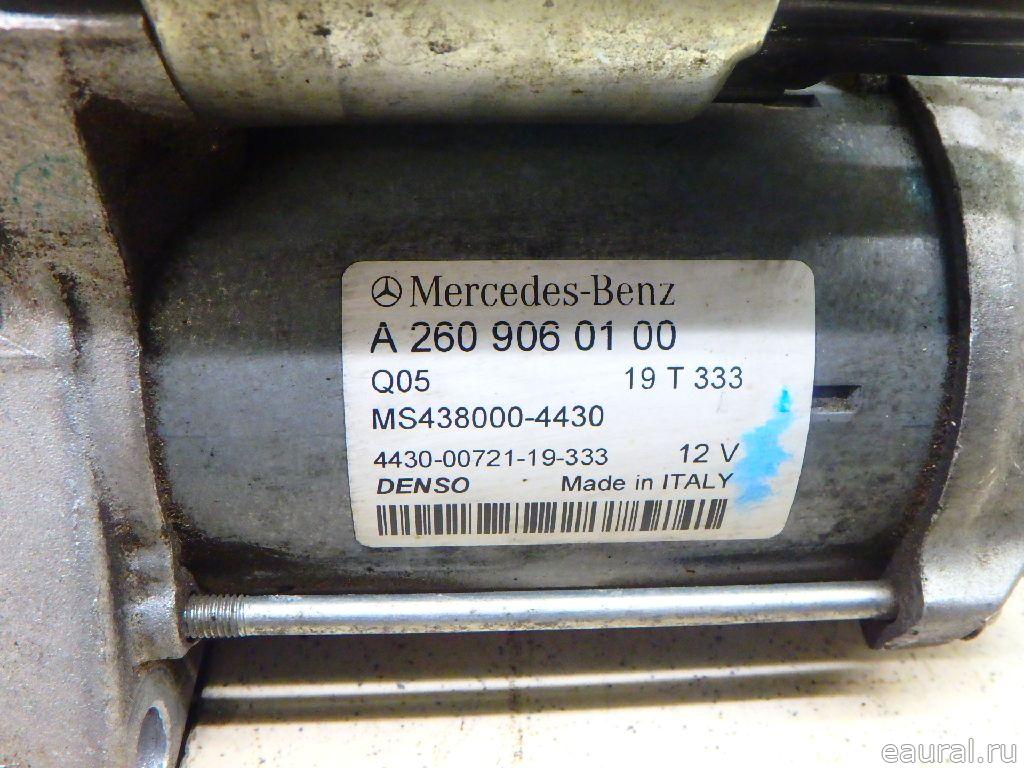 Mercedes-Benz
A 260 906 01 00
Q05 19 T 333
MS438000-4430
4430-00721-19-333 12 V
DENSO Made in ITALY
eaural.ru